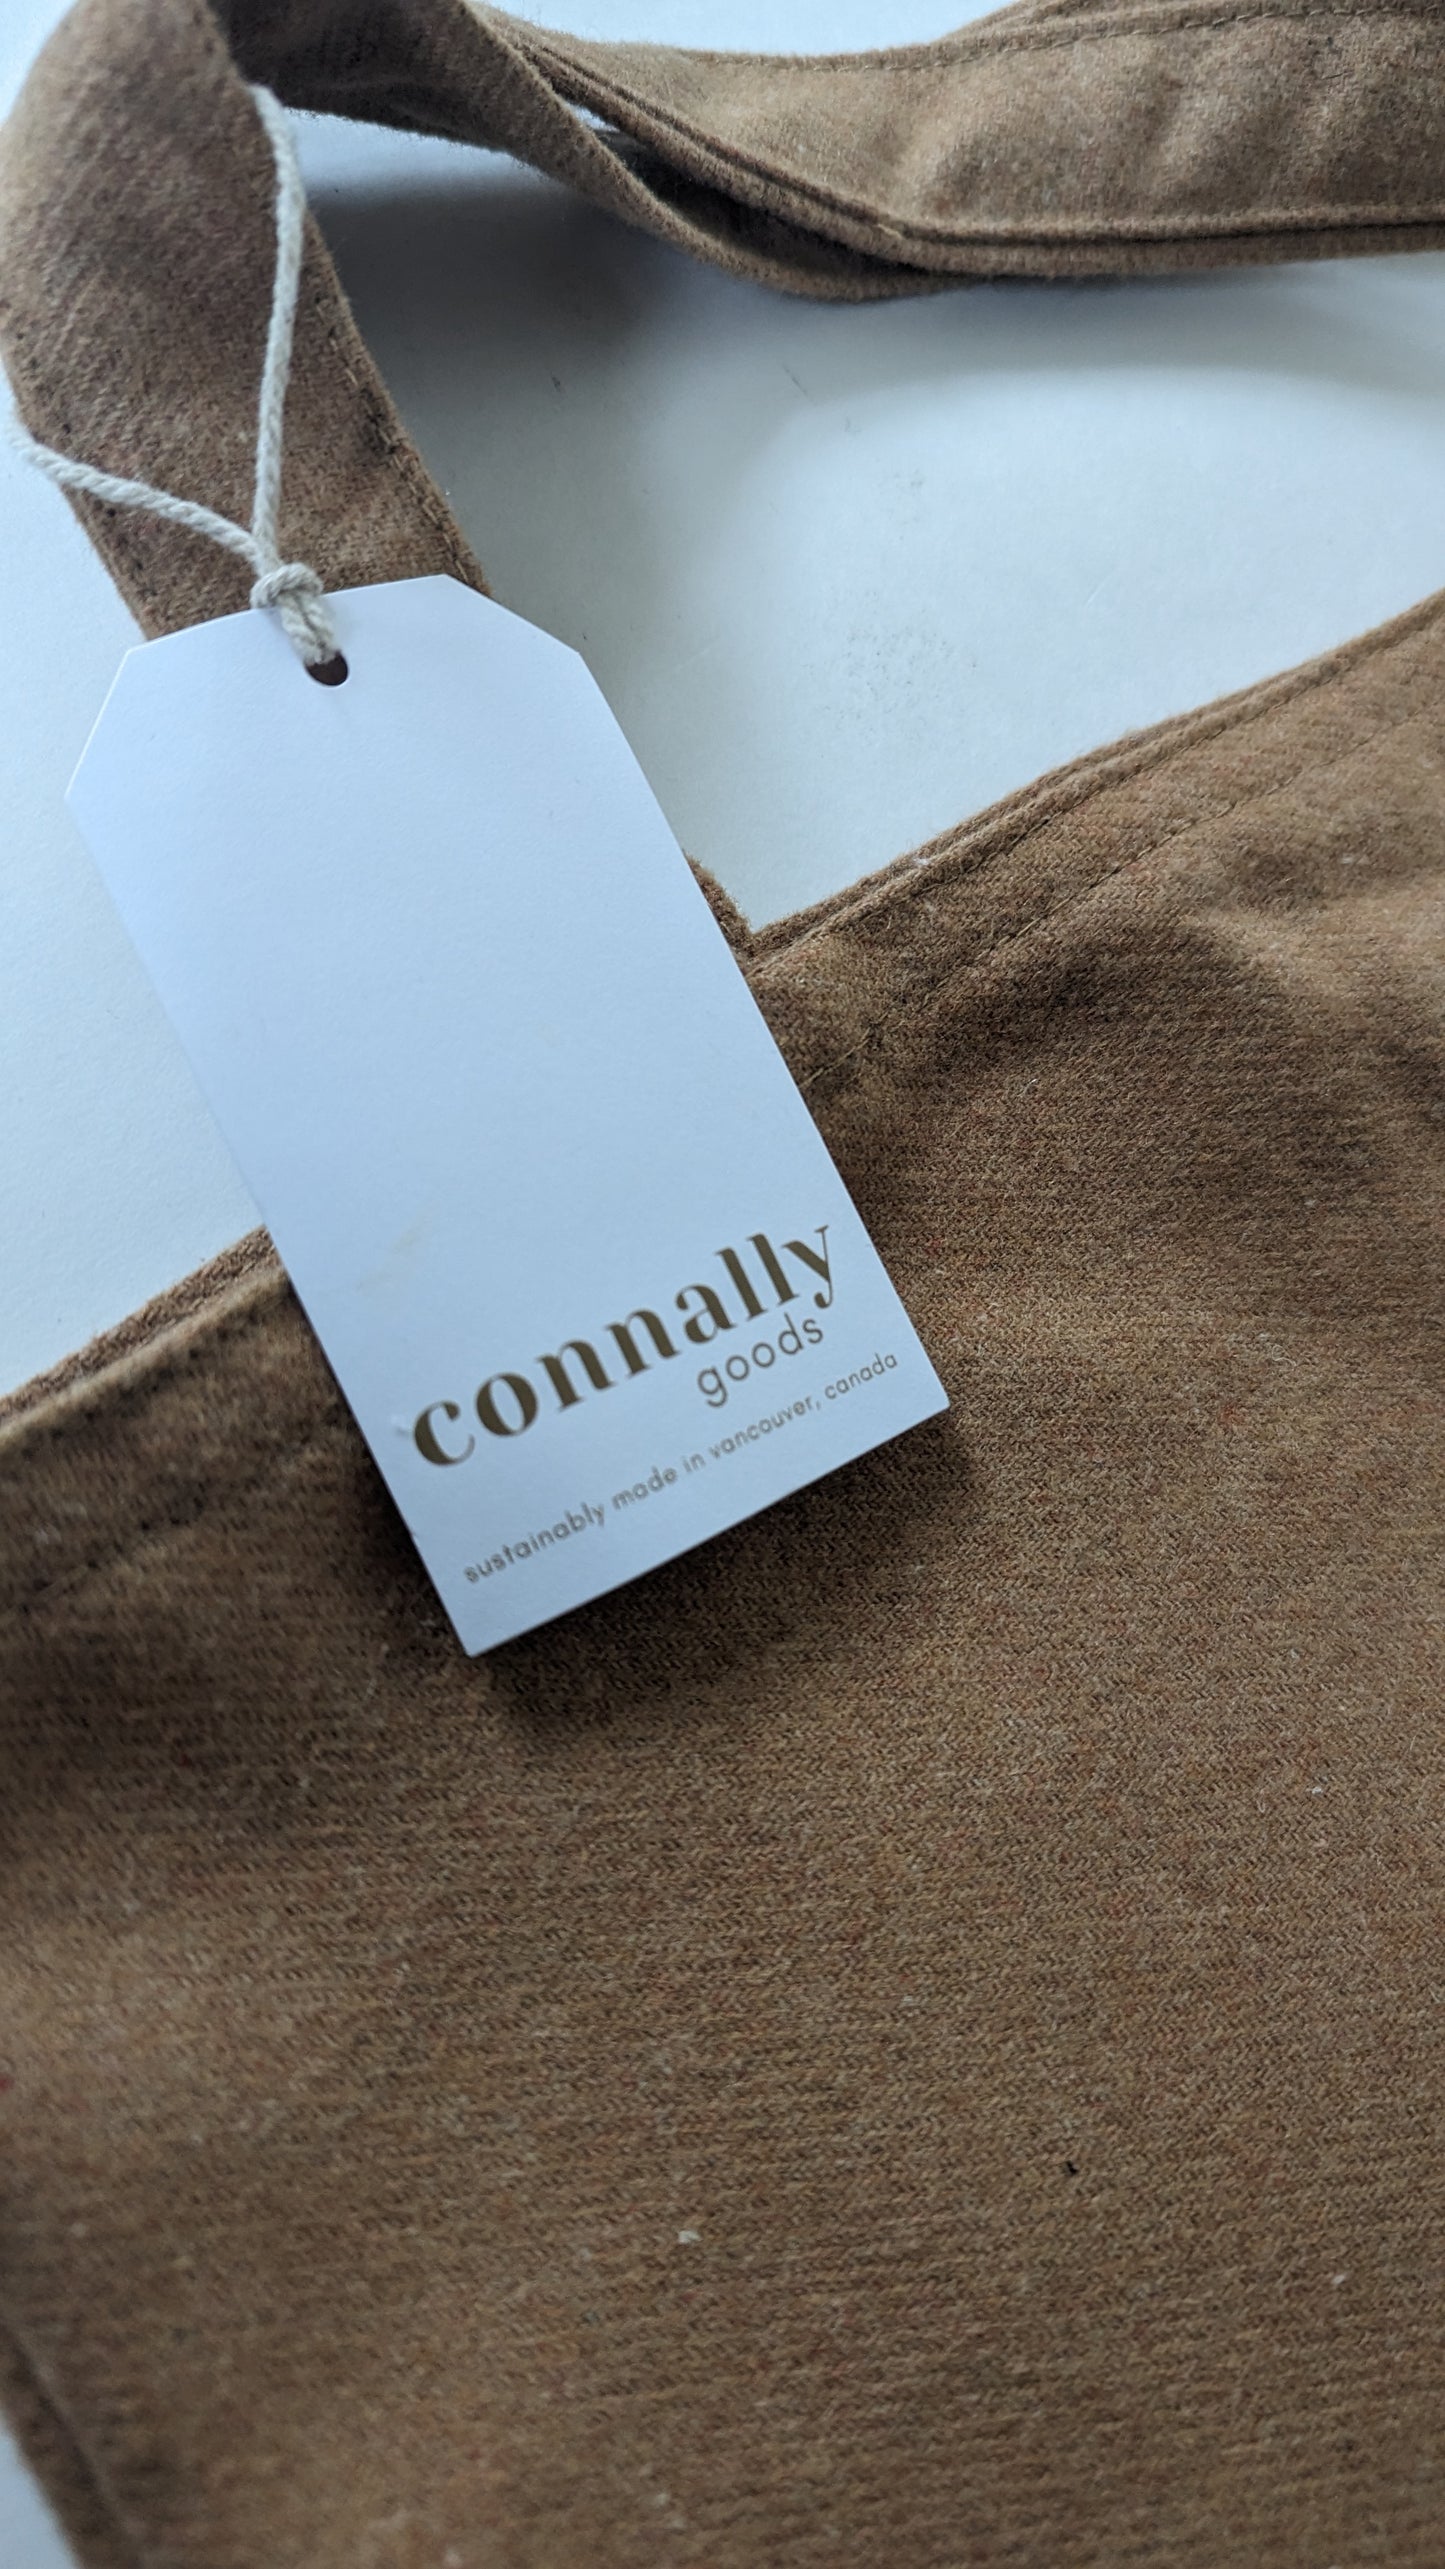 connally
goods
sustainably made in vancouver, canada